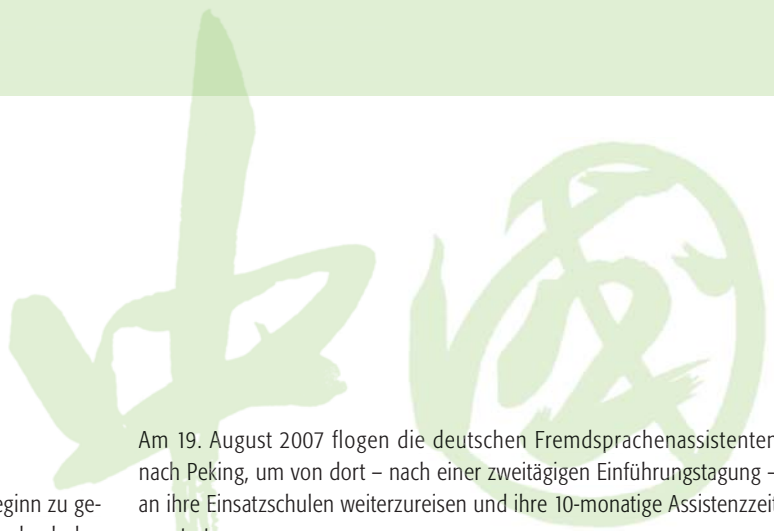 中國
eginn zu ge-
Am 19. August 2007 flogen die deutschen Fremdsprachenassistenten
nach Peking, um von dort – nach einer zweitägigen Einführungstagung –
an ihre Einsatzschulen weiterzureisen und ihre 10-monatige Assistenzzeit